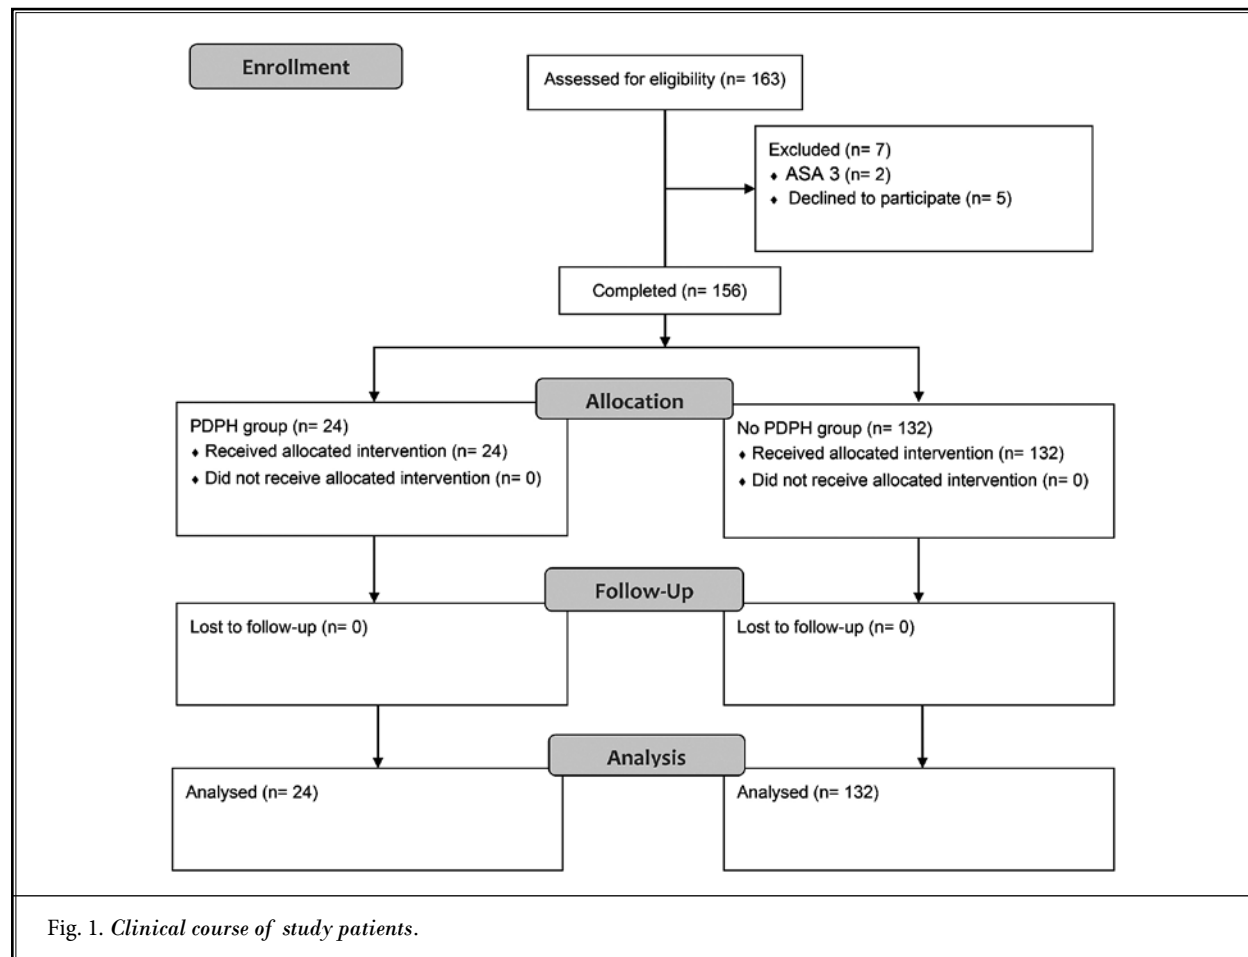 Enrollment
Assessed for eligibility (n= 163)
Excluded (n= 7)
♦ ASA 3 (n= 2)
♦ Declined to participate (n= 5)
Completed (n= 156)
Allocation
PDPH group (n= 24)
♦ Received allocated intervention (n= 24)
♦ Did not receive allocated intervention (n= 0)
No PDPH group (n= 132)
♦ Received allocated intervention (n= 132)
♦ Did not receive allocated intervention (n= 0)
Follow-Up
Lost to follow-up (n= 0)
Lost to follow-up (n= 0)
Analysis
Analysed (n= 24)
Analysed (n= 132)
Fig. 1. Clinical course of study patients.